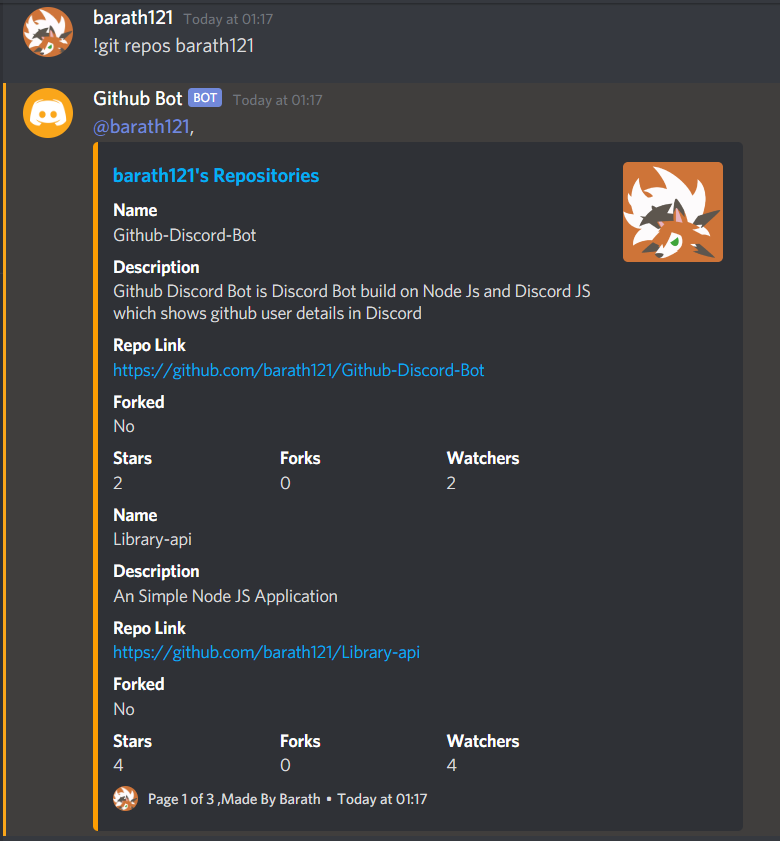 barath121 Today at 01:17
!git repos barath121
Github Bot BOT Today at 01:17
@barath121,
barath121's Repositories
Name
Github-Discord-Bot
Description
Github Discord Bot is Discord Bot build on Node Js and Discord JS
which shows github user details in Discord
Repo Link
https://github.com/barath121/Github-Discord-Bot
Forked
No
Stars Forks Watchers
2 0 2
Name
Library-api
Description
An Simple Node JS Application
Repo Link
https://github.com/barath121/Library-api
Forked
No
Stars Forks Watchers
4 0 4
Page 1 of 3 ,Made By Barath • Today at 01:17